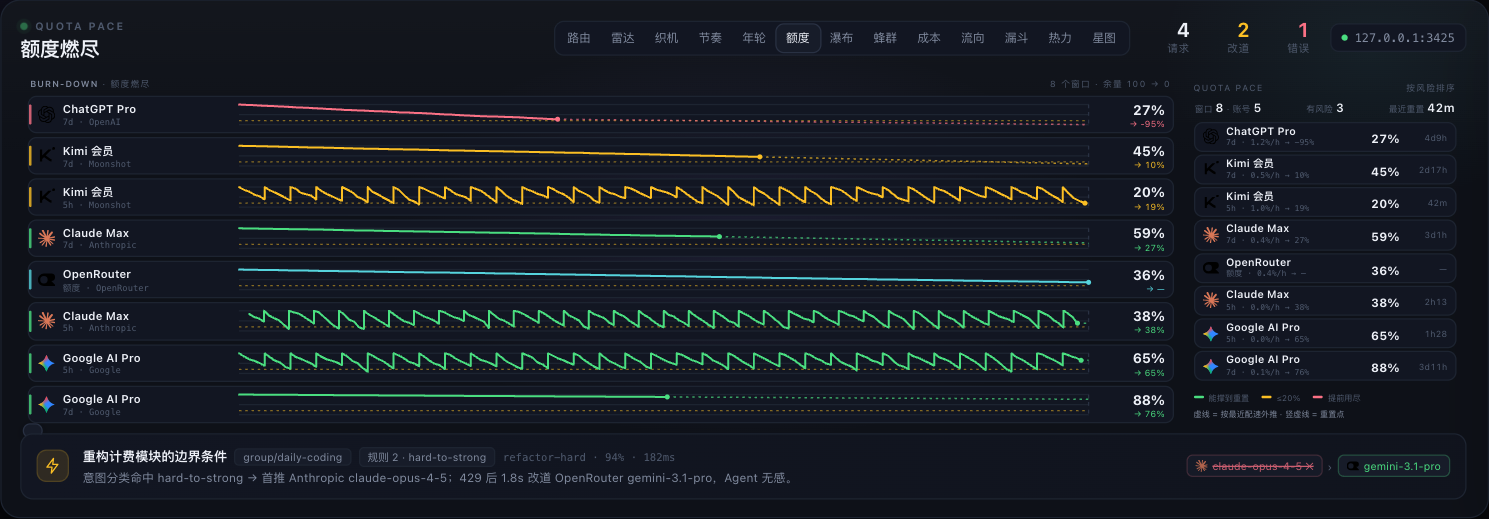 QUOTA PACE
额度燃尽
路由 雷达 织机 节奏 年轮 额度 瀑布 蜂群 成本 流向 漏斗 热力 星图
4 请求
2 改道
1 错误
127.0.0.1:3425
BURN-DOWN · 额度燃尽
8 个窗口 · 余量 100 → 0
ChatGPT Pro 27%
7d · OpenAI → -95%
Kimi 会员 45%
7d · Moonshot → 10%
Kimi 会员 20%
5h · Moonshot → 19%
Claude Max 59%
7d · Anthropic → 27%
OpenRouter 36%
额度 · OpenRouter → —
Claude Max 38%
5h · Anthropic → 38%
Google AI Pro 65%
5h · Google → 65%
Google AI Pro 88%
7d · Google → 76%
QUOTA PACE 按风险排序
窗口 8 · 账号 5 有风险 3 最近重置 42m
ChatGPT Pro 27% 4d9h
7d · 1.2%/h → -95%
Kimi 会员 45% 2d17h
7d · 0.5%/h → 10%
Kimi 会员 20% 42m
5h · 1.0%/h → 19%
Claude Max 59% 3d1h
7d · 0.4%/h → 27%
OpenRouter 36% —
额度 · 0.4%/h → —
Claude Max 38% 2h13
5h · 0.0%/h → 38%
Google AI Pro 65% 1h28
5h · 0.0%/h → 65%
Google AI Pro 88% 3d11h
7d · 0.1%/h → 76%
能撑到重置 ≤20% 提前用尽
虚线 = 按最近配速外推 · 竖虚线 = 重置点
重构计费模块的边界条件 group/daily-coding 规则 2 · hard-to-strong refactor-hard · 94% · 182ms
意图分类命中 hard-to-strong → 首推 Anthropic claude-opus-4-5；429 后 1.8s 改道 OpenRouter gemini-3.1-pro，Agent 无感。
claude-opus-4-5 ✕ › gemini-3.1-pro